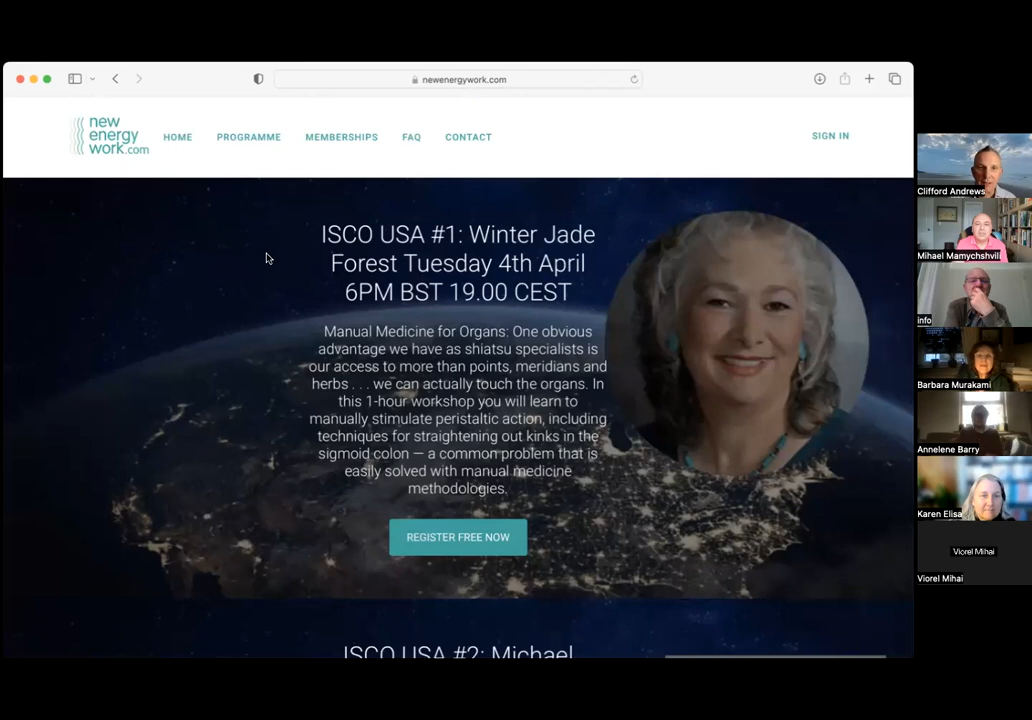 newenergywork.com
new
energy
work.com
HOME PROGRAMME MEMBERSHIPS FAQ CONTACT SIGN IN
ISCO USA #1: Winter Jade
Forest Tuesday 4th April
6PM BST 19.00 CEST
Manual Medicine for Organs: One obvious
advantage we have as shiatsu specialists is
our access to more than points, meridians and
herbs . . . we can actually touch the organs. In
this 1-hour workshop you will learn to
manually stimulate peristaltic action, including
techniques for straightening out kinks in the
sigmoid colon — a common problem that is
easily solved with manual medicine
methodologies.
REGISTER FREE NOW
ISCO USA #2: Michael
Clifford Andrews
Mihael Mamychshvili
info
Barbara Murakami
Annelene Barry
Karen Elisa
Viorel Mihai
Viorel Mihai